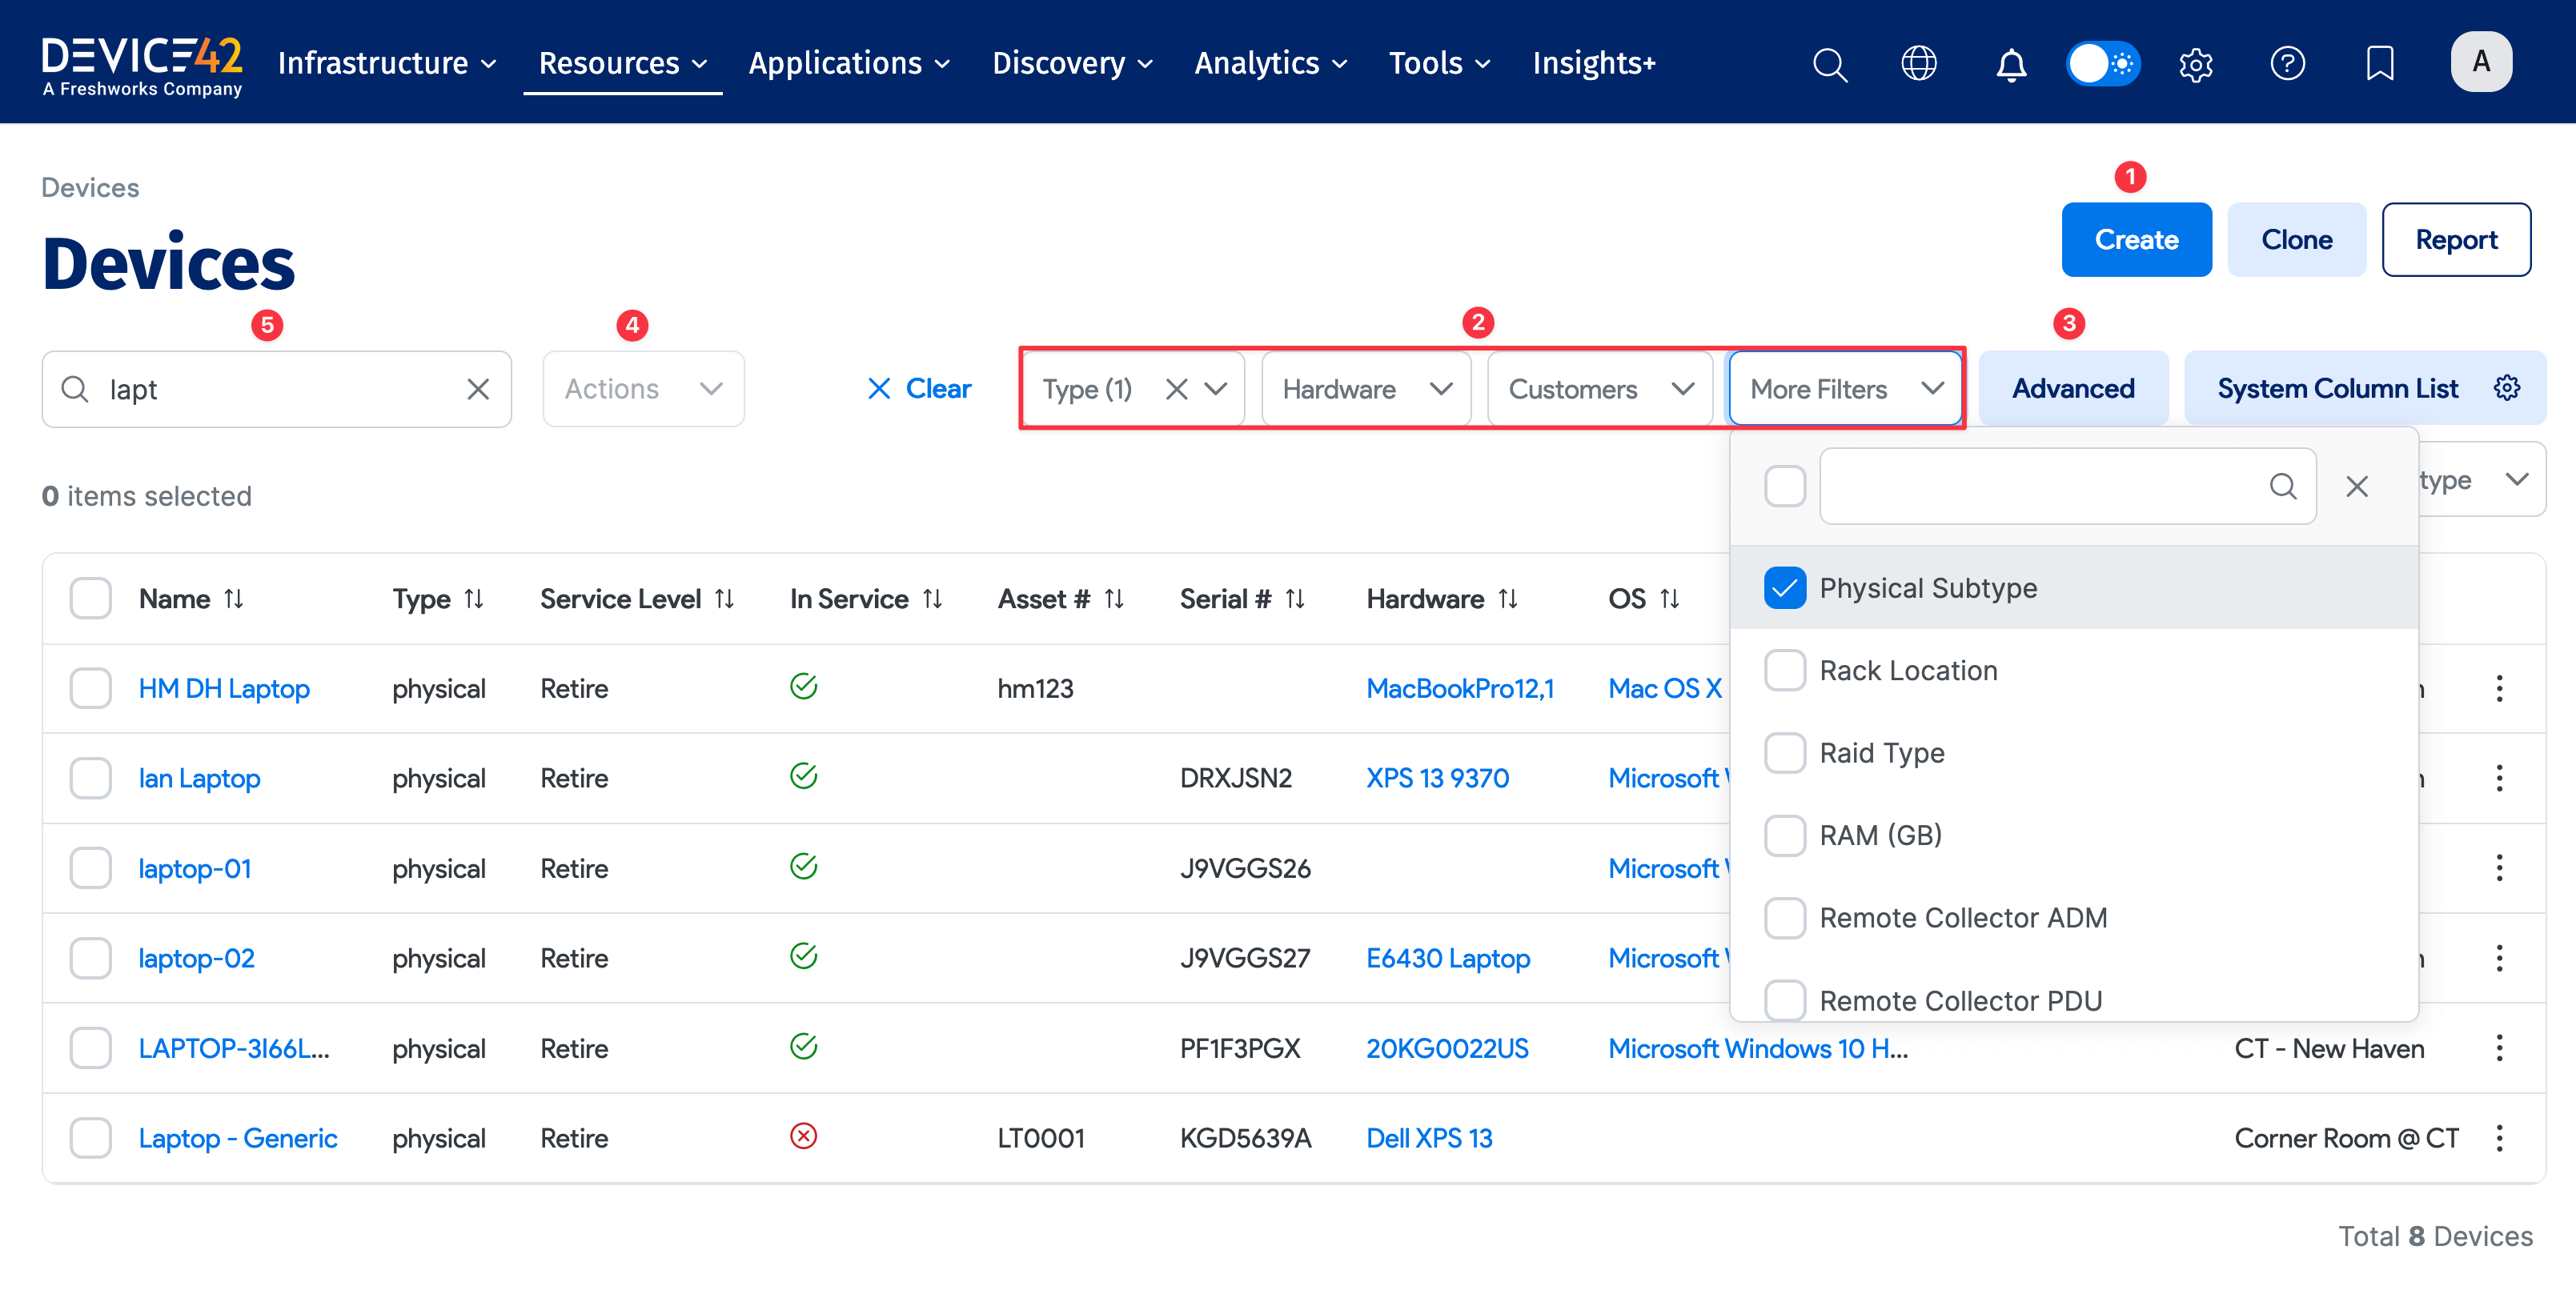 DEVICE42
A Freshworks Company
Infrastructure Resources Applications Discovery Analytics Tools Insights+ A
Devices
1
Devices
Create Clone Report
5 4 2 3
lapt Actions Clear Type (1) Hardware Customers More Filters Advanced System Column List
type
0 items selected
Name Type Service Level In Service Asset # Serial # Hardware OS
Physical Subtype
Rack Location
HM DH Laptop physical Retire hm123 MacBookPro12,1 Mac OS X
Raid Type
Ian Laptop physical Retire DRXJSN2 XPS 13 9370 Microsoft
RAM (GB)
laptop-01 physical Retire J9VGGS26 Microsoft
Remote Collector ADM
laptop-02 physical Retire J9VGGS27 E6430 Laptop Microsoft
Remote Collector PDU
LAPTOP-3I66L... physical Retire PF1F3PGX 20KG0022US Microsoft Windows 10 H... CT - New Haven
Laptop - Generic physical Retire LT0001 KGD5639A Dell XPS 13 Corner Room @ CT
Total 8 Devices